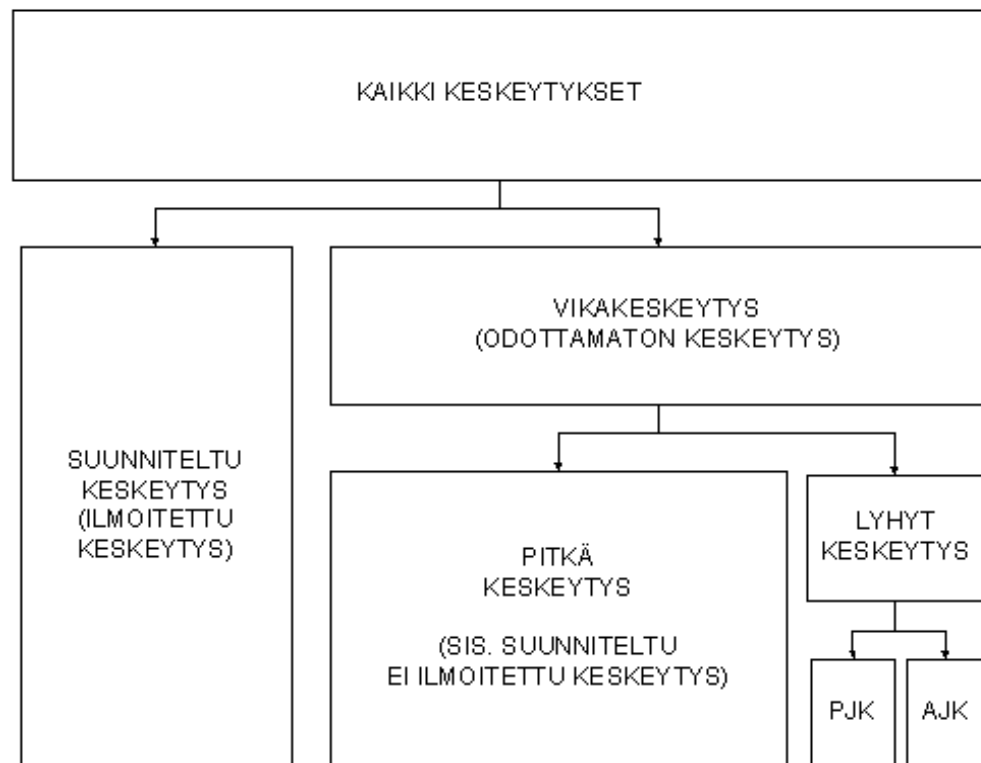 KAIKKI KESKEYTYKSET
VIKAKESKEYTYS
(ODOTTAMATON KESKEYTYS)
SUUNNITELTU
KESKEYTYS
(ILMOITETTU
KESKEYTYS)
PITKÄ
KESKEYTYS
(SIS. SUUNNITELTU
EI ILMOITETTU KESKEYTYS)
LYHYT
KESKEYTYS
PJK
AJK